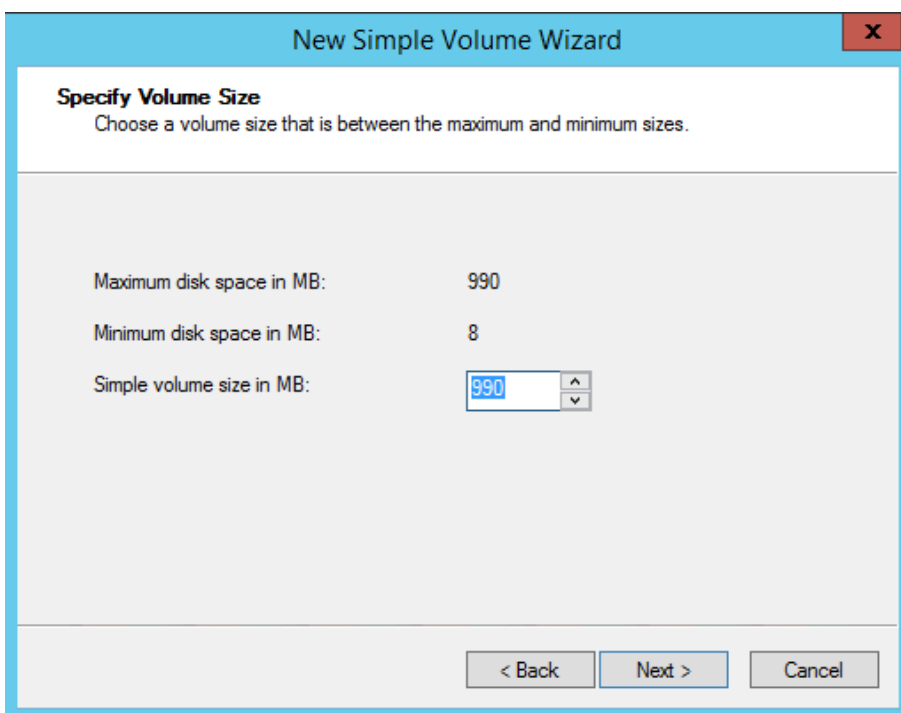 New Simple Volume Wizard
x
Specify Volume Size
Choose a volume size that is between the maximum and minimum sizes.
Maximum disk space in MB: 990
Minimum disk space in MB: 8
Simple volume size in MB: 990
< Back Next > Cancel